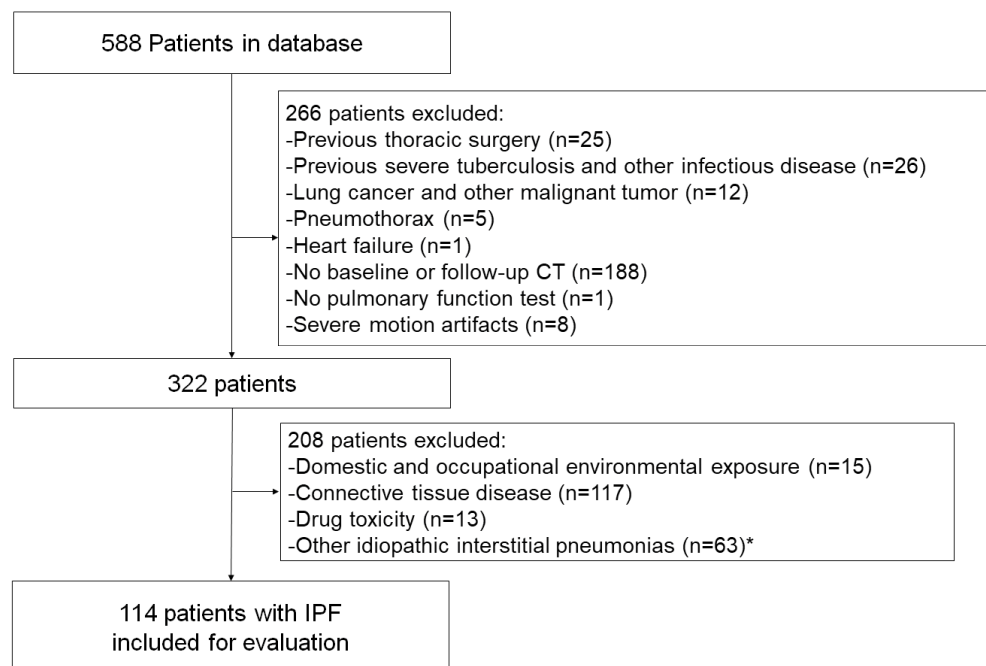 588 Patients in database
266 patients excluded:
-Previous thoracic surgery (n=25)
-Previous severe tuberculosis and other infectious disease (n=26)
-Lung cancer and other malignant tumor (n=12)
-Pneumothorax (n=5)
-Heart failure (n=1)
-No baseline or follow-up CT (n=188)
-No pulmonary function test (n=1)
-Severe motion artifacts (n=8)
322 patients
208 patients excluded:
-Domestic and occupational environmental exposure (n=15)
-Connective tissue disease (n=117)
-Drug toxicity (n=13)
-Other idiopathic interstitial pneumonias (n=63)*
114 patients with IPF
included for evaluation